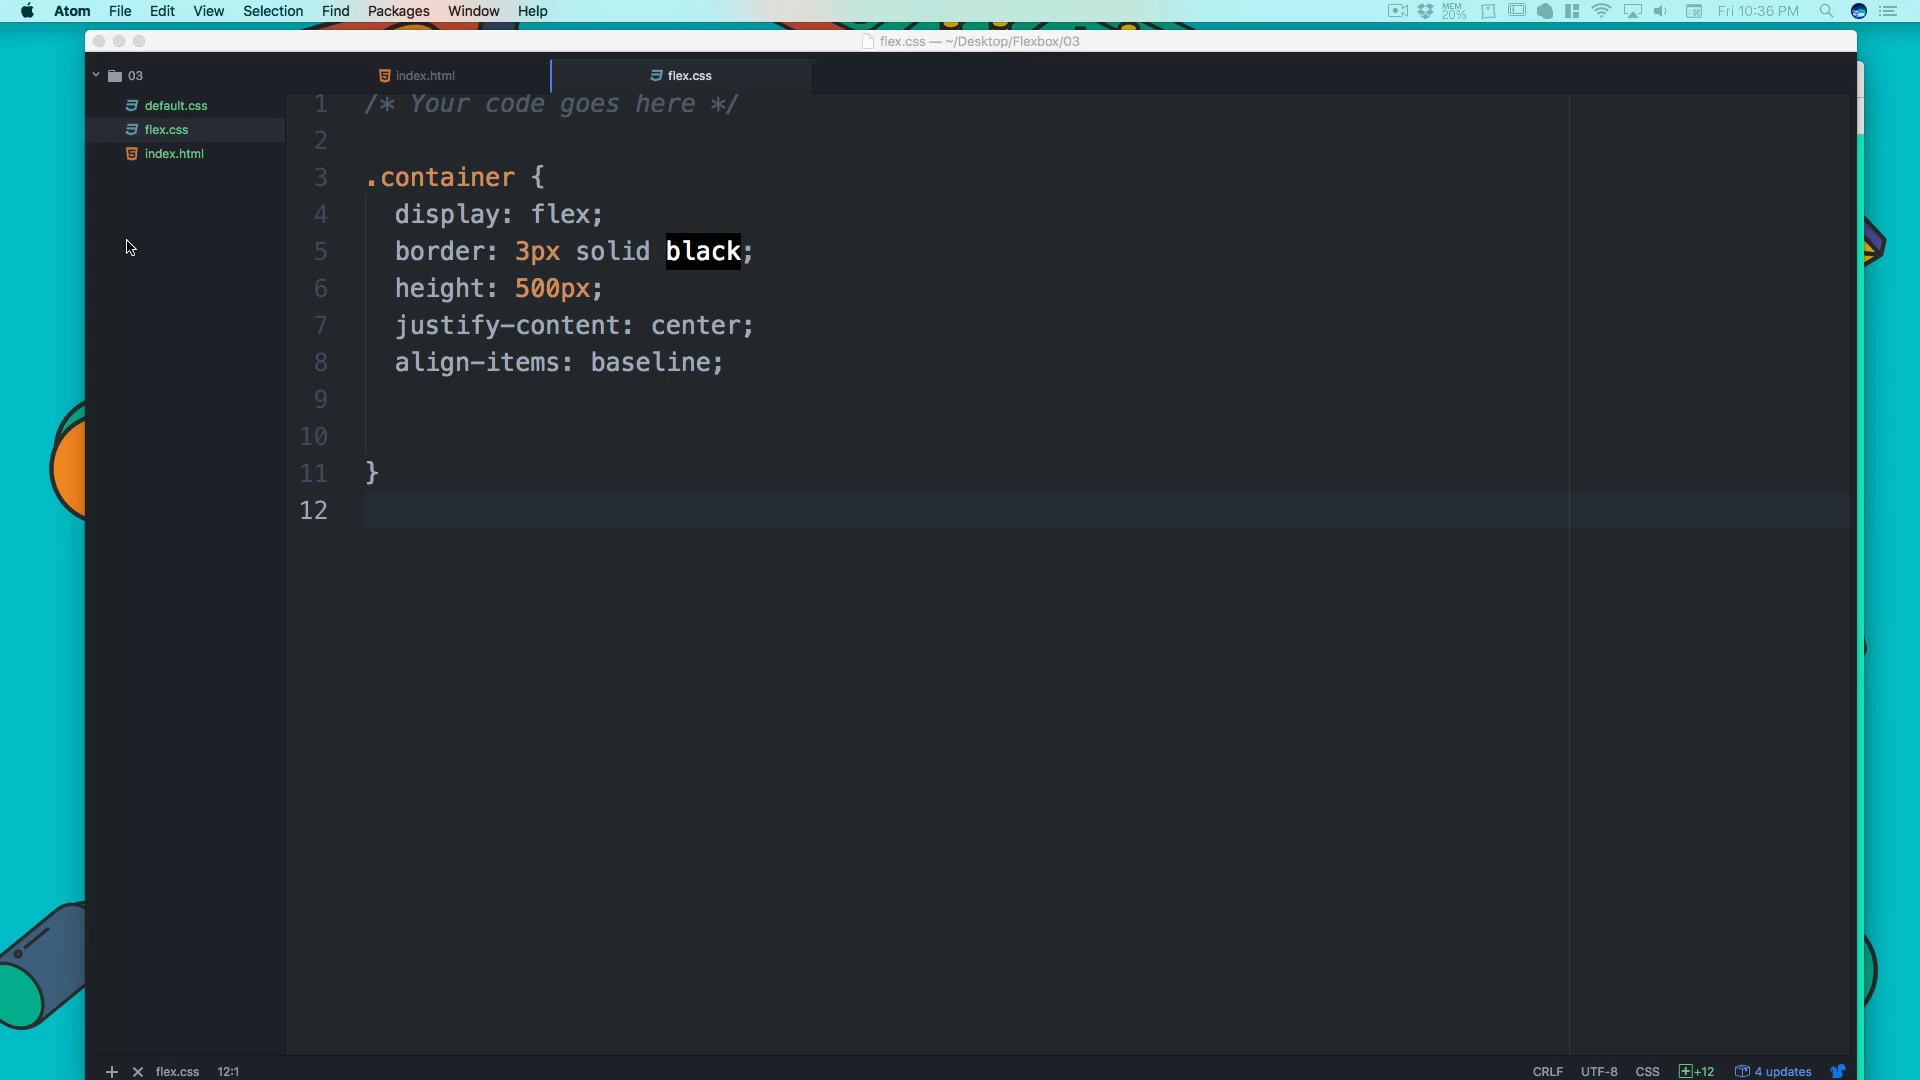 Atom File Edit View Selection Find Packages Window Help MEM 20% Fri 10:36 PM
flex.css — ~/Desktop/Flexbox/03
03
default.css
flex.css
index.html
index.html flex.css
1 /* Your code goes here */
2
3 .container {
4 display: flex;
5 border: 3px solid black;
6 height: 500px;
7 justify-content: center;
8 align-items: baseline;
9
10
11 }
12
+ × flex.css 12:1 CRLF UTF-8 CSS +12 4 updates